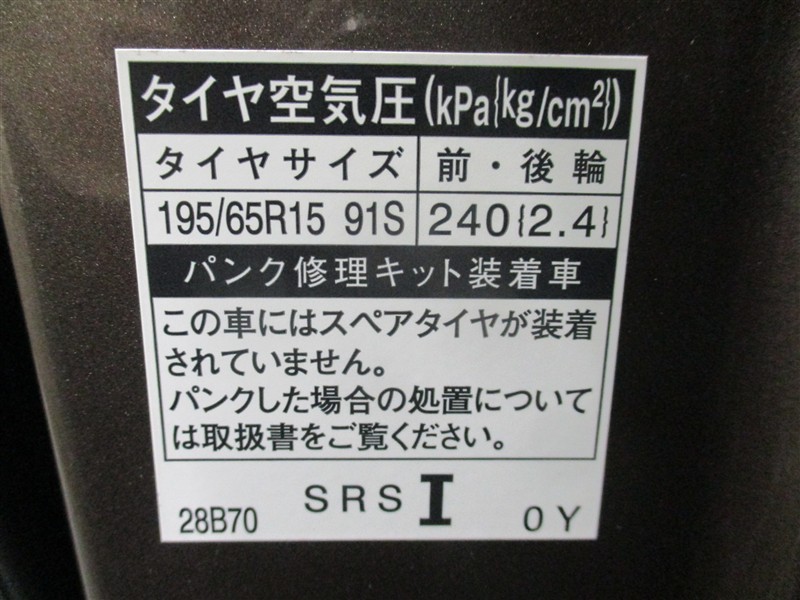 タイヤ空気圧(kPa{kg/cm²})
タイヤサイズ 前・後輪
195/65R15 91S 240{2.4}
パンク修理キット装着車
この車にはスペアタイヤが装着
されていません。
パンクした場合の処置について
は取扱書をご覧ください。
28B70 SRS I 0Y